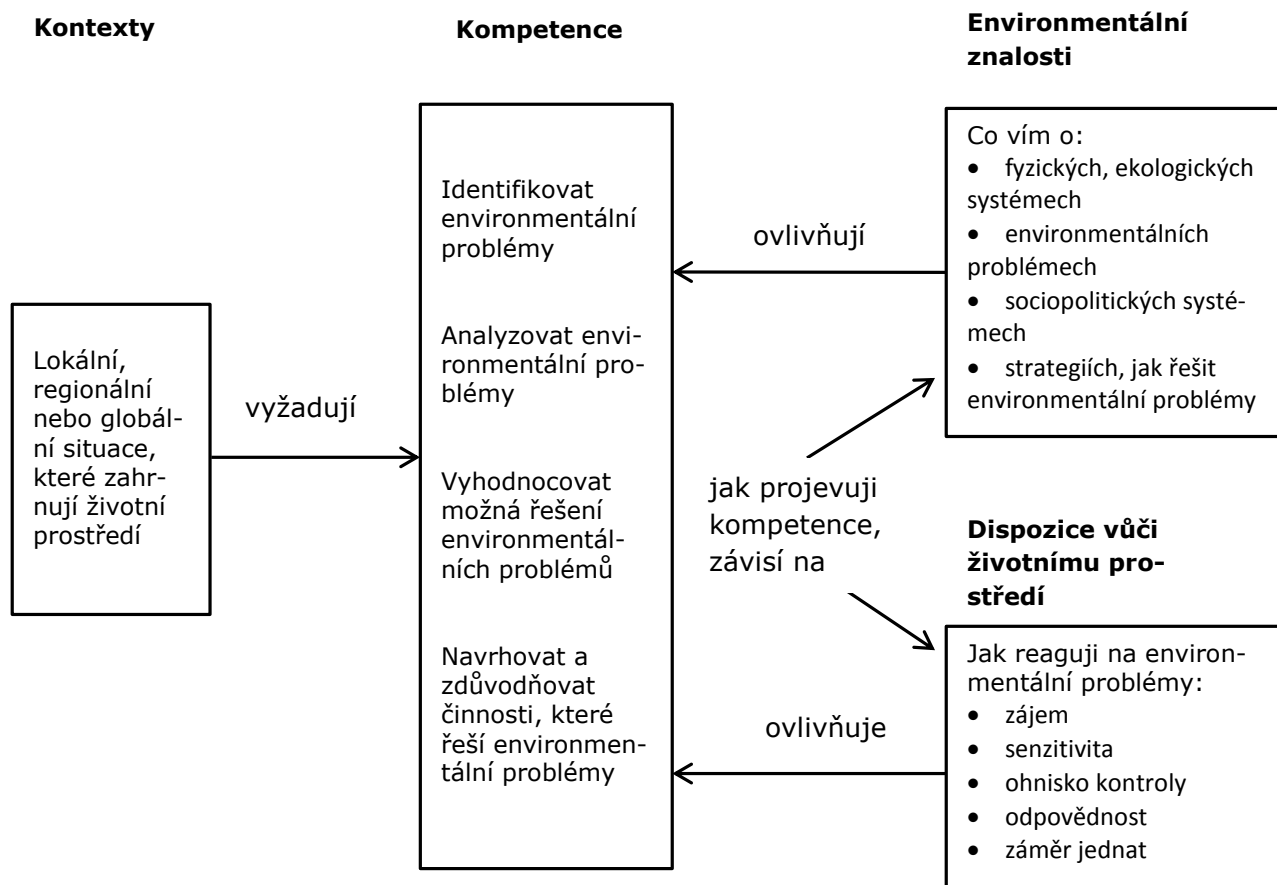 Kontexty
Lokální,
regionální
nebo globál-
ní situace,
které zahr-
nují životní
prostředí
vyžadují
Kompetence
Identifikovat
environmentální
problémy
Analyzovat envi-
ronmentální pro-
blémy
Vyhodnocovat
možná řešení
environmentál-
ních problémů
Navrhovat a
zdůvodňovat
činnosti, které
řeší environmen-
tální problémy
ovlivňují
jak projevuji
kompetence,
závisí na
ovlivňuje
Environmentální
znalosti
Co vím o:
• fyzických, ekologických
systémech
• environmentálních
problémech
• sociopolitických systé-
mech
• strategiích, jak řešit
environmentální problémy
Dispozice vůči
životnímu pro-
středí
Jak reaguji na environ-
mentální problémy:
• zájem
• senzitivita
• ohnisko kontroly
• odpovědnost
• záměr jednat